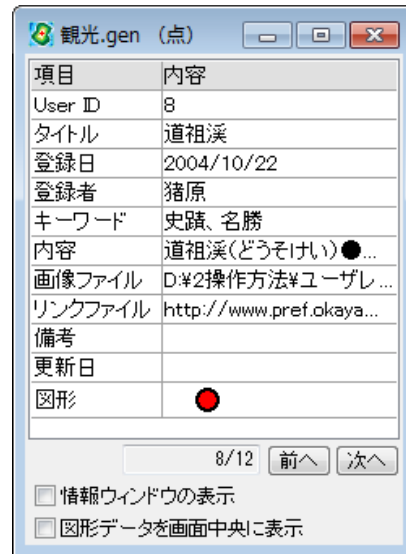 観光.gen （点）
項目 内容
User ID 8
タイトル 道祖渓
登録日 2004/10/22
登録者 猪原
キーワード 史蹟、名勝
内容 道祖渓(どうそけい)●...
画像ファイル D:¥2操作方法¥ユーザレ...
リンクファイル http://www.pref.okaya...
備考
更新日
図形
8/12 前へ 次へ
情報ウィンドウの表示
図形データを画面中央に表示